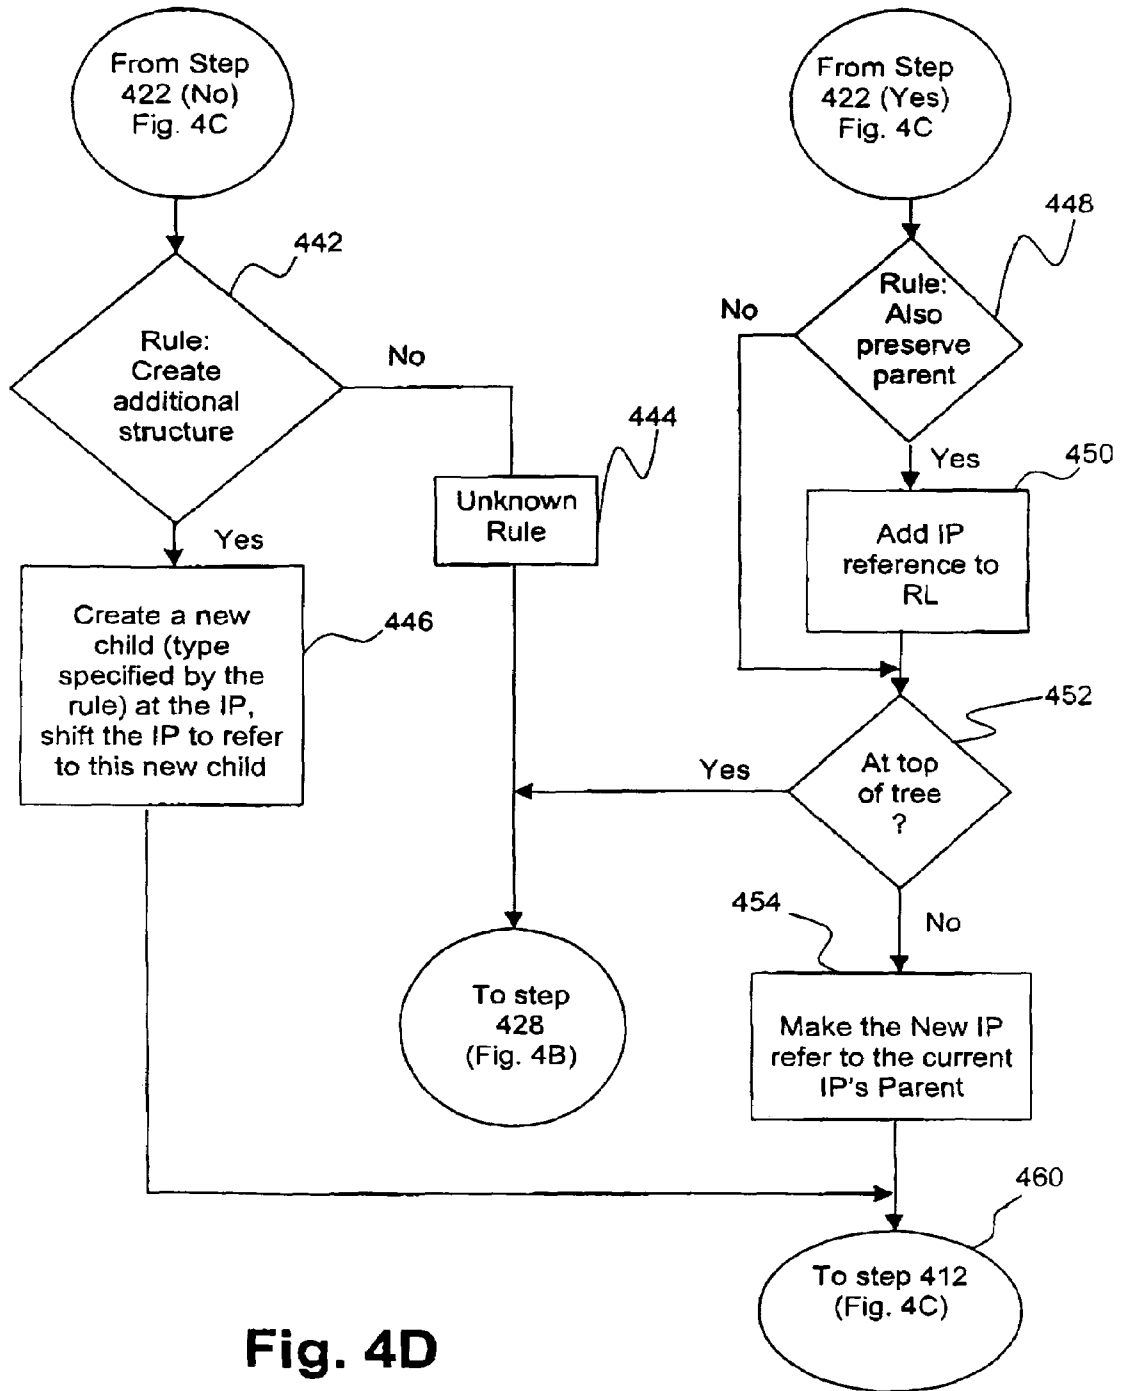 From Step
422 (No)
Fig. 4C
From Step
422 (Yes)
Fig. 4C
442
448
Rule:
Create
additional
structure
No
Rule:
Also
preserve
parent
No
444
Unknown
Rule
Yes
Yes
450
Add IP
reference to
RL
Create a new
child (type
specified by the
rule) at the IP,
shift the IP to refer
to this new child
446
452
At top
of tree
?
Yes
No
454
To step
428
(Fig. 4B)
Make the New IP
refer to the current
IP's Parent
460
To step 412
(Fig. 4C)
Fig. 4D